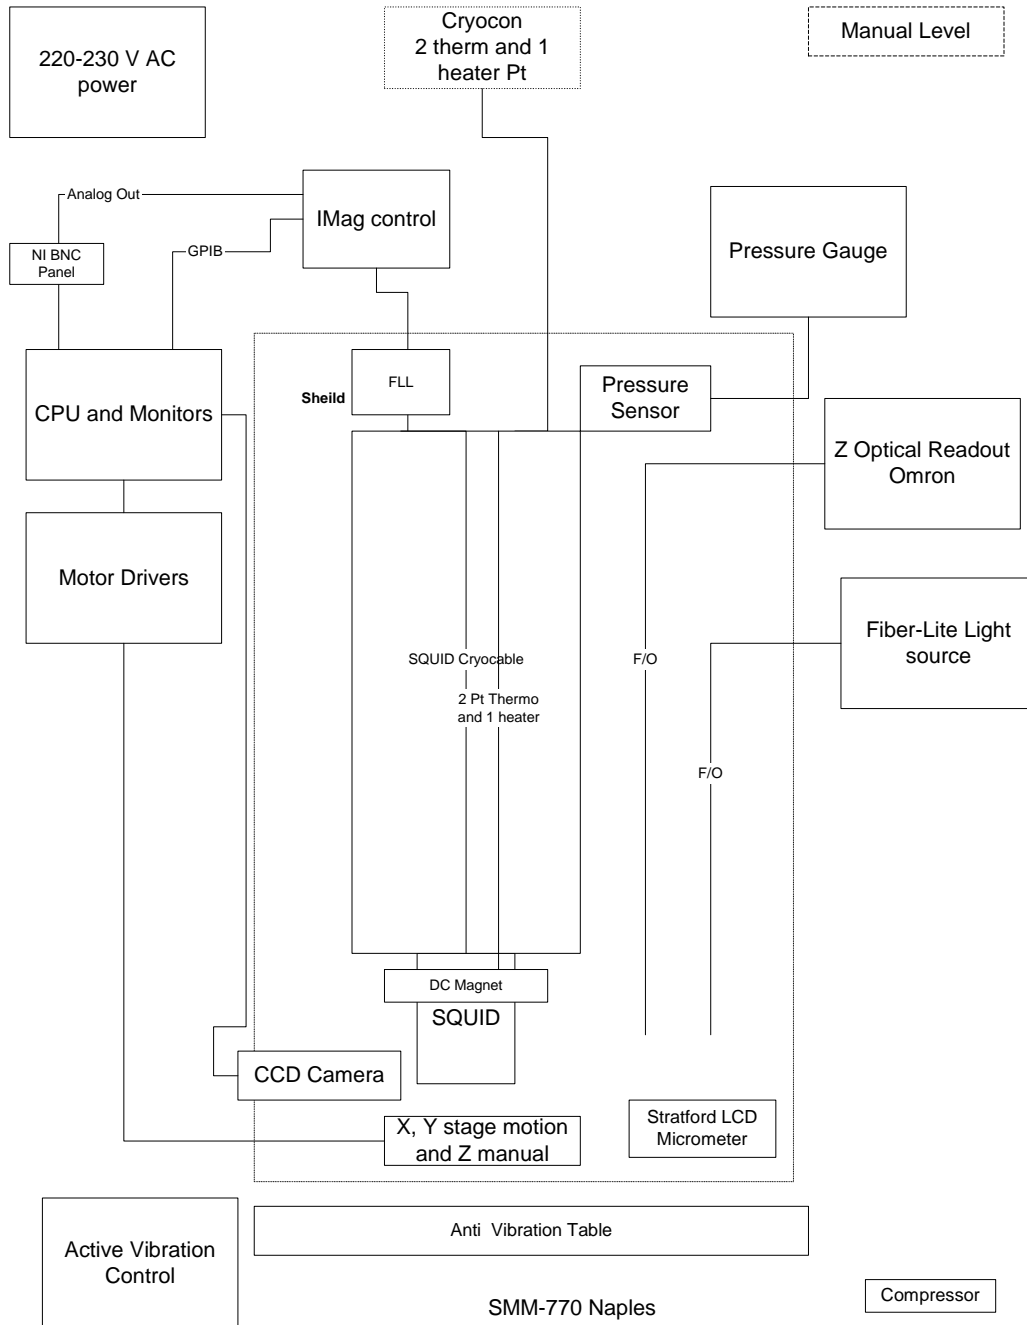 220-230 V AC
power
Cryocon
2 therm and 1
heater Pt
Manual Level
Analog Out
IMag control
NI BNC
Panel
GPIB
Pressure Gauge
CPU and Monitors
Sheild
FLL
Pressure
Sensor
Z Optical Readout
Omron
Motor Drivers
Fiber-Lite Light
source
SQUID Cryocable
F/O
2 Pt Thermo
and 1 heater
F/O
DC Magnet
SQUID
CCD Camera
X, Y stage motion
and Z manual
Stratford LCD
Micrometer
Anti Vibration Table
Active Vibration
Control
SMM-770 Naples
Compressor